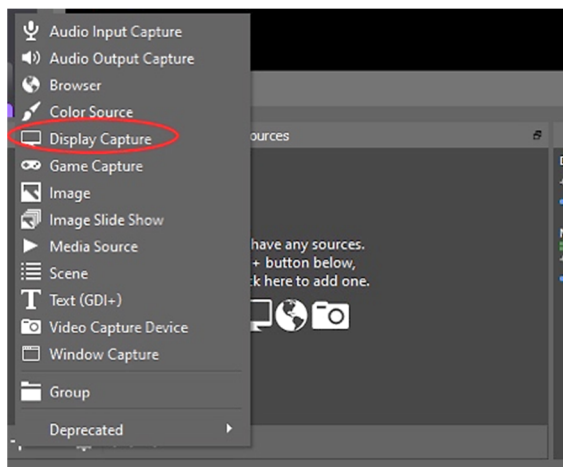 Audio Input Capture
Audio Output Capture
Browser
Color Source
Display Capture
Game Capture
Image
Image Slide Show
Media Source
Scene
Text (GDI+)
Video Capture Device
Window Capture
Group
Deprecated
ources
have any sources.
+ button below,
k here to add one.